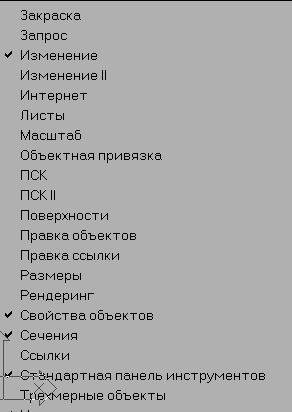 Закраска
Запрос
Изменение
Изменение II
Интернет
Листы
Масштаб
Объектная привязка
ПСК
ПСК II
Поверхности
Правка объектов
Правка ссылки
Размеры
Рендеринг
Свойства объектов
Сечения
Ссылки
Стандартная панель инструментов
Трехмерные объекты